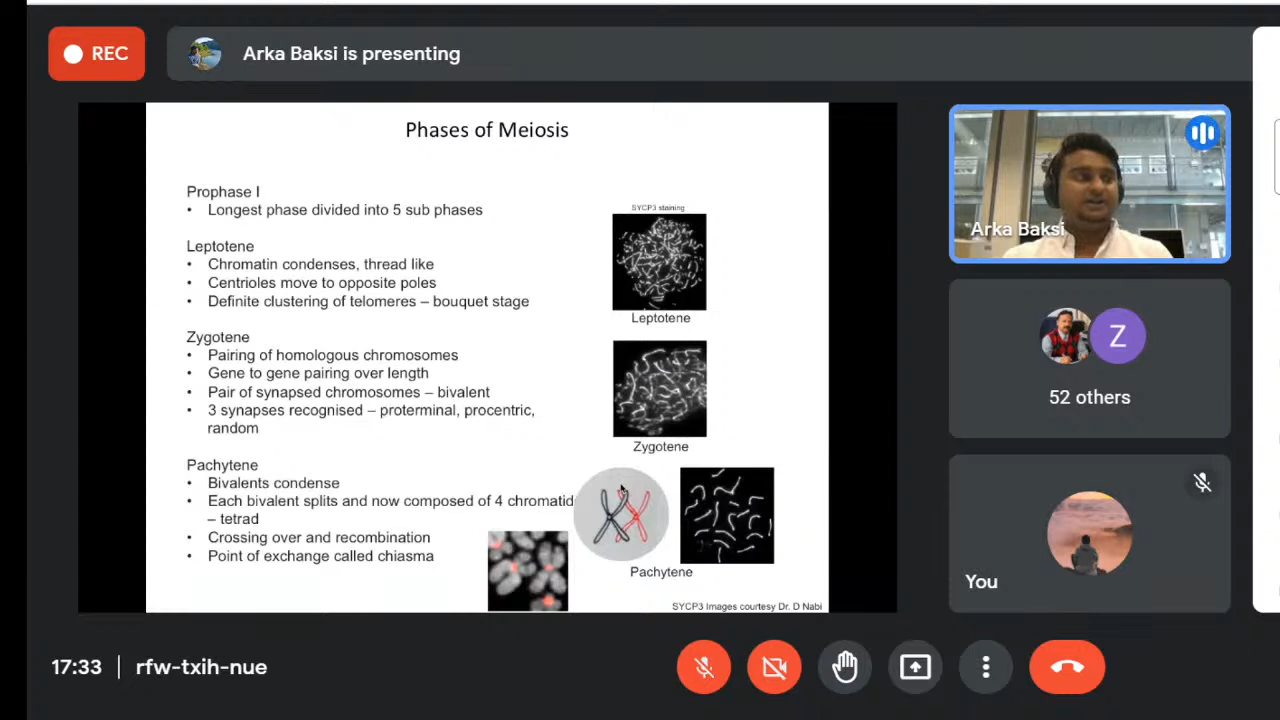 REC
Arka Baksi is presenting
Phases of Meiosis
Prophase I
• Longest phase divided into 5 sub phases
Leptotene
• Chromatin condenses, thread like
• Centrioles move to opposite poles
• Definite clustering of telomeres – bouquet stage
Zygotene
• Pairing of homologous chromosomes
• Gene to gene pairing over length
• Pair of synapsed chromosomes – bivalent
• 3 synapses recognised – proterminal, procentric,
random
Pachytene
• Bivalents condense
• Each bivalent splits and now composed of 4 chromatid
– tetrad
• Crossing over and recombination
• Point of exchange called chiasma
SYCP3 staining
Leptotene
Zygotene
Pachytene
SYCP3 Images courtesy Dr. D Nabi
Arka Baksi
Z
52 others
You
17:33 | rfw-txih-nue